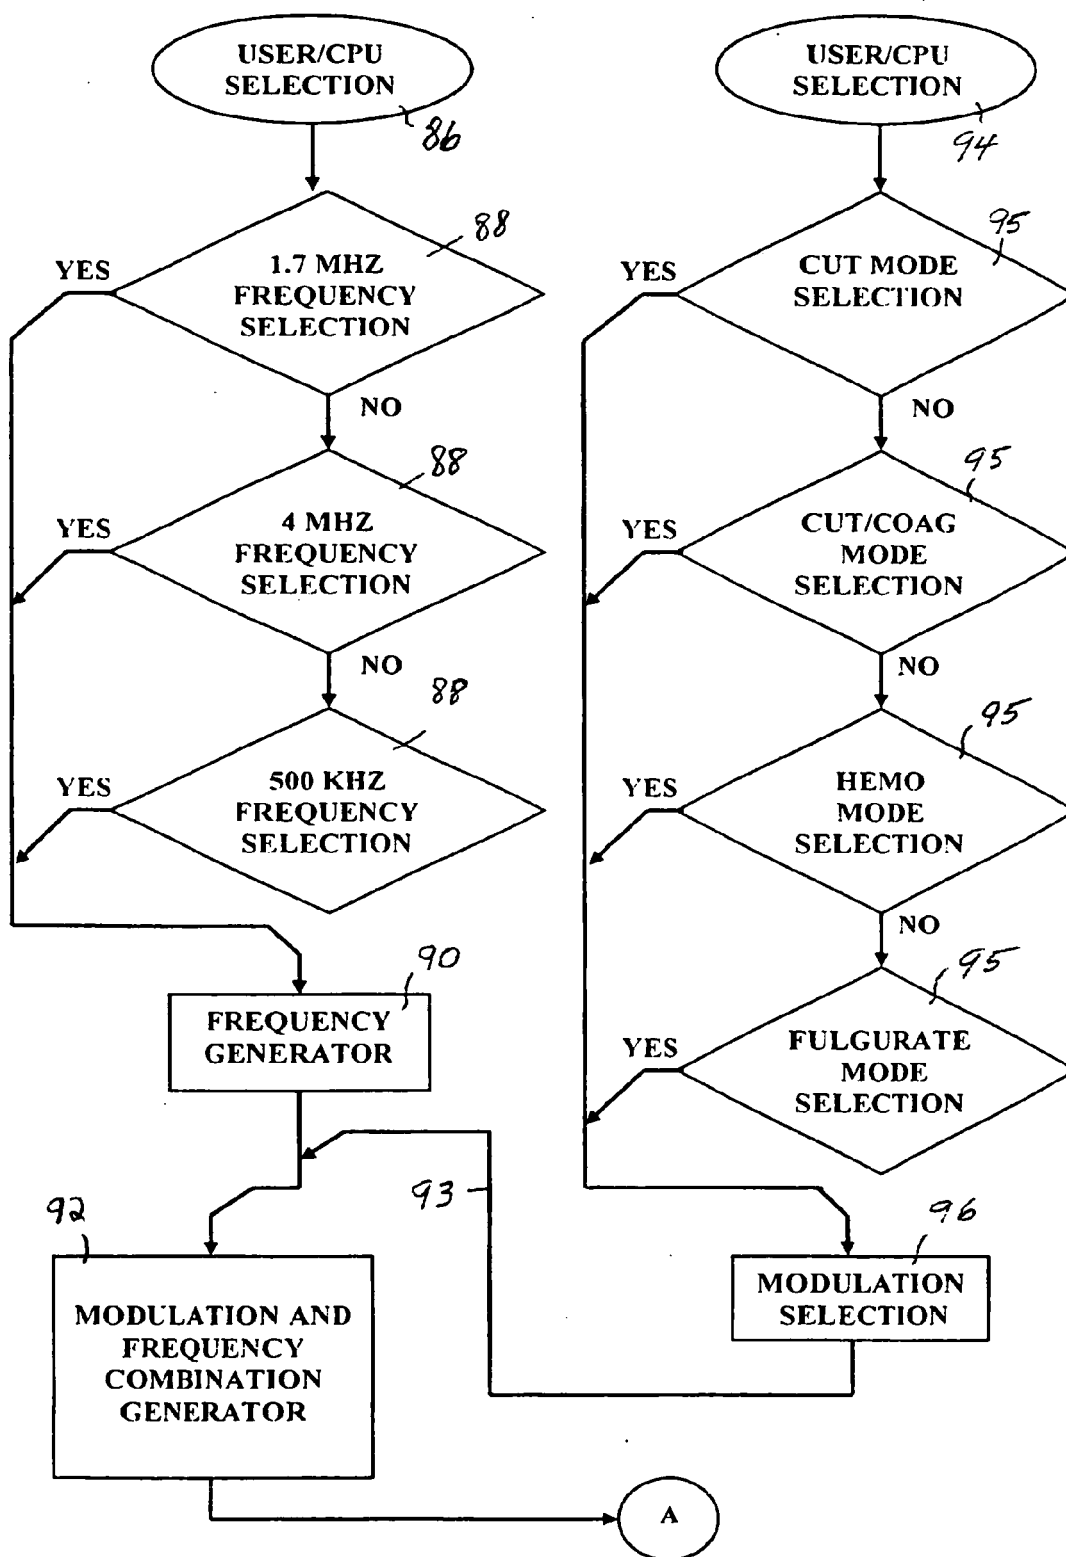 USER/CPU
SELECTION
86
1.7 MHZ
FREQUENCY
SELECTION
88
YES
NO
4 MHZ
FREQUENCY
SELECTION
88
YES
NO
500 KHZ
FREQUENCY
SELECTION
88
YES
FREQUENCY
GENERATOR
90
MODULATION AND
FREQUENCY
COMBINATION
GENERATOR
92
93
USER/CPU
SELECTION
94
CUT MODE
SELECTION
95
YES
NO
CUT/COAG
MODE
SELECTION
95
YES
NO
HEMO
MODE
SELECTION
95
YES
NO
FULGURATE
MODE
SELECTION
95
YES
MODULATION
SELECTION
96
A